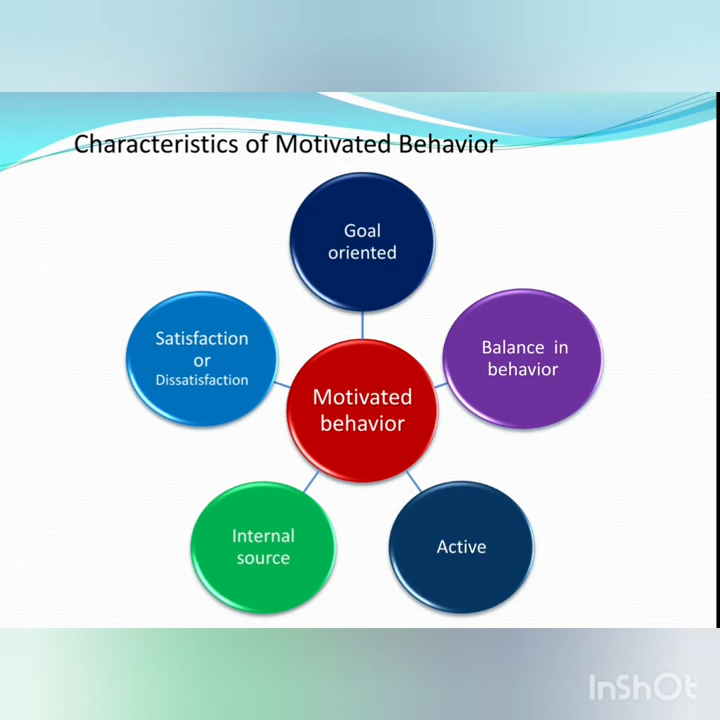 Characteristics of Motivated Behavior
Goal
oriented
Balance in
behavior
Active
Internal
source
Satisfaction
or
Dissatisfaction
Motivated
behavior
InShOt